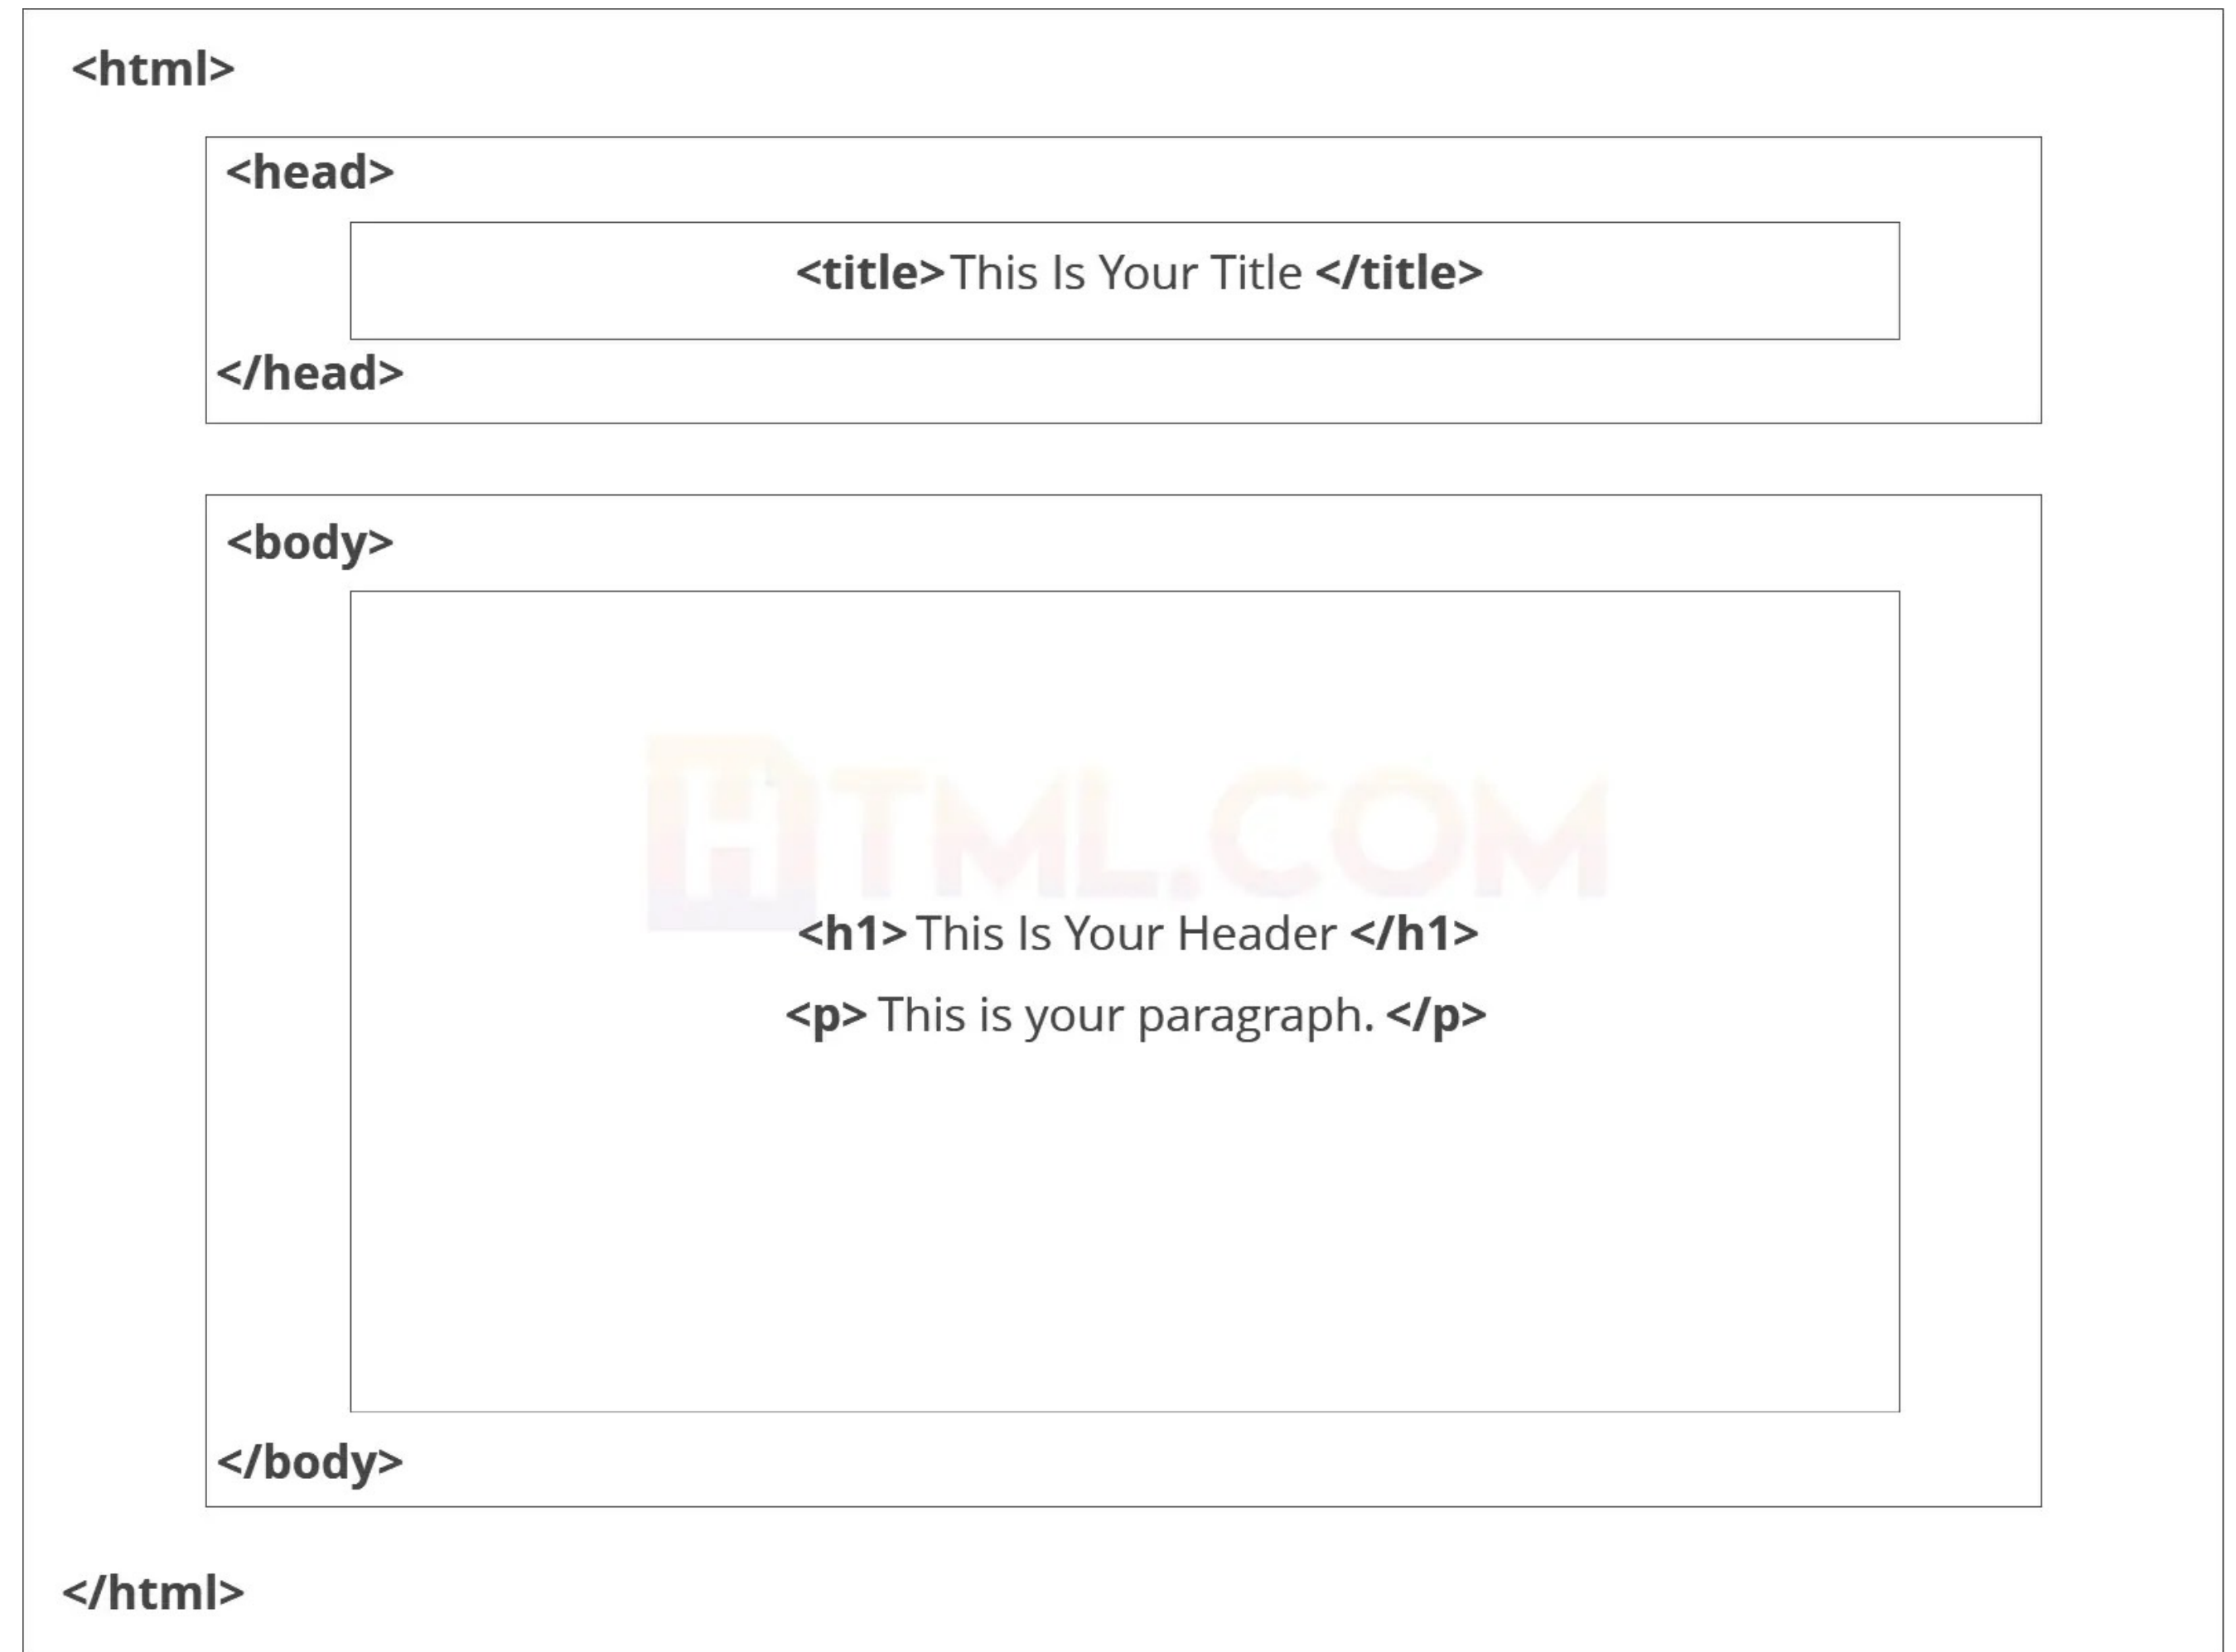 <html>
<head>
<title>This Is Your Title </title>
</head>
<body>
HTML.COM
<h1> This Is Your Header </h1>
<p> This is your paragraph. </p>
</body>
</html>